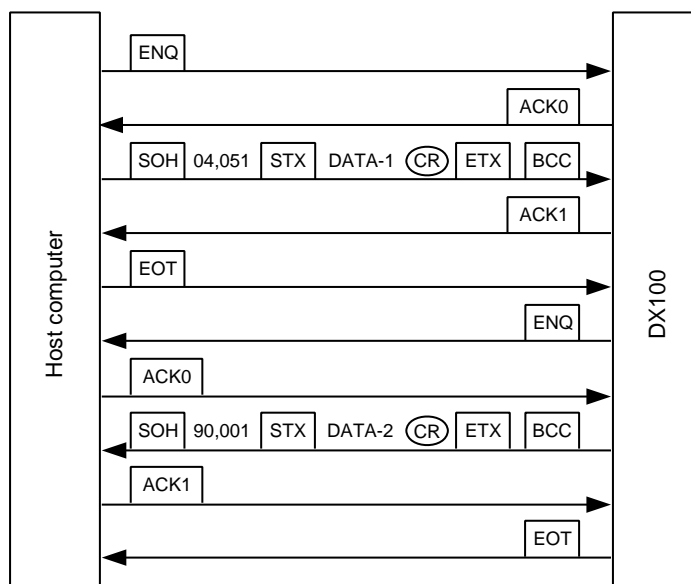 Host computer
ENQ
ACK0
SOH 04,051 STX DATA-1 CR ETX BCC
ACK1
EOT
ENQ
ACK0
SOH 90,001 STX DATA-2 CR ETX BCC
ACK1
EOT
DX100